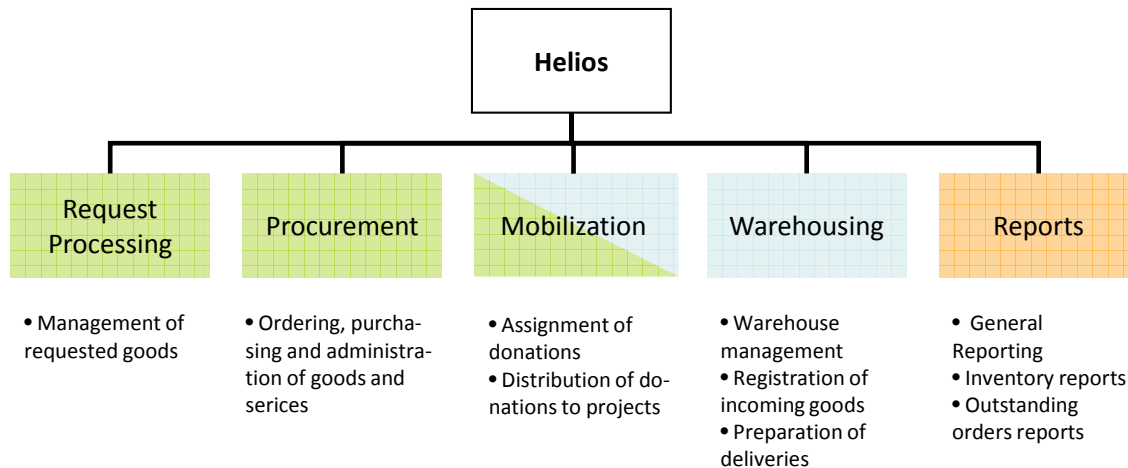 Helios
Request
Processing
Procurement
Mobilization
Warehousing
Reports
• Management of
requested goods
• Ordering, purcha-
sing and administra-
tion of goods and
serices
• Assignment of
donations
• Distribution of do-
nations to projects
• Warehouse
management
• Registration of
incoming goods
• Preparation of
deliveries
• General
Reporting
• Inventory reports
• Outstanding
orders reports